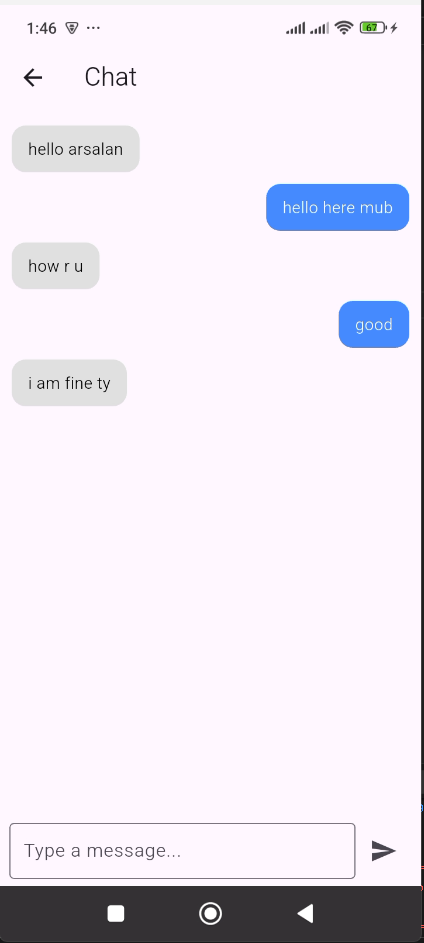 1:46
67
Chat
hello arsalan
hello here mub
how r u
good
i am fine ty
Type a message...